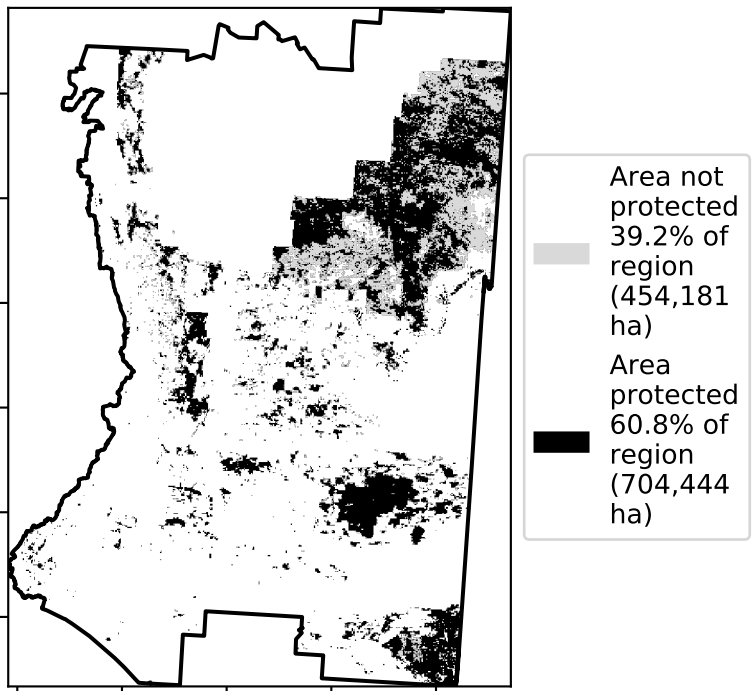 Area not
protected
39.2% of
region
(454,181
ha)
Area
protected
60.8% of
region
(704,444
ha)